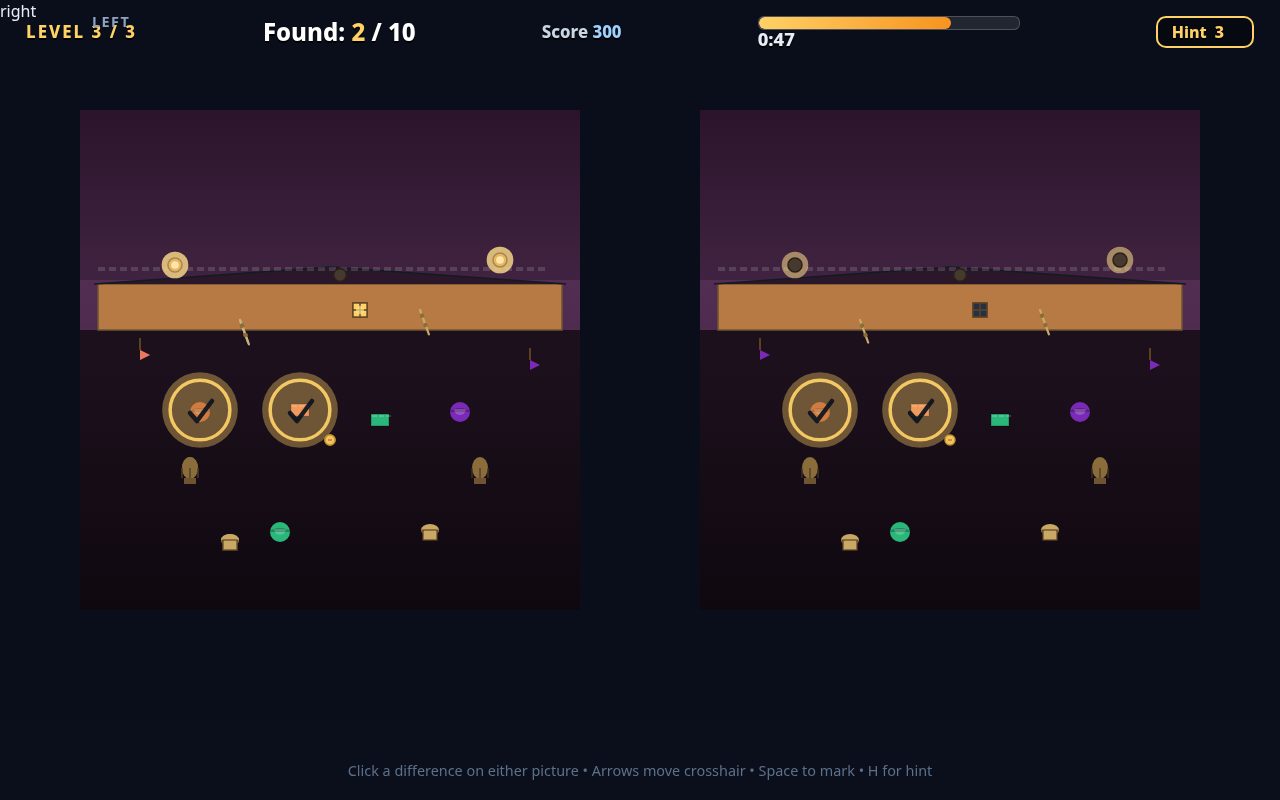 right
LEFT
LEVEL 3 / 3
Found: 2 / 10
Score 300
0:47
Hint 3
Click a difference on either picture • Arrows move crosshair • Space to mark • H for hint